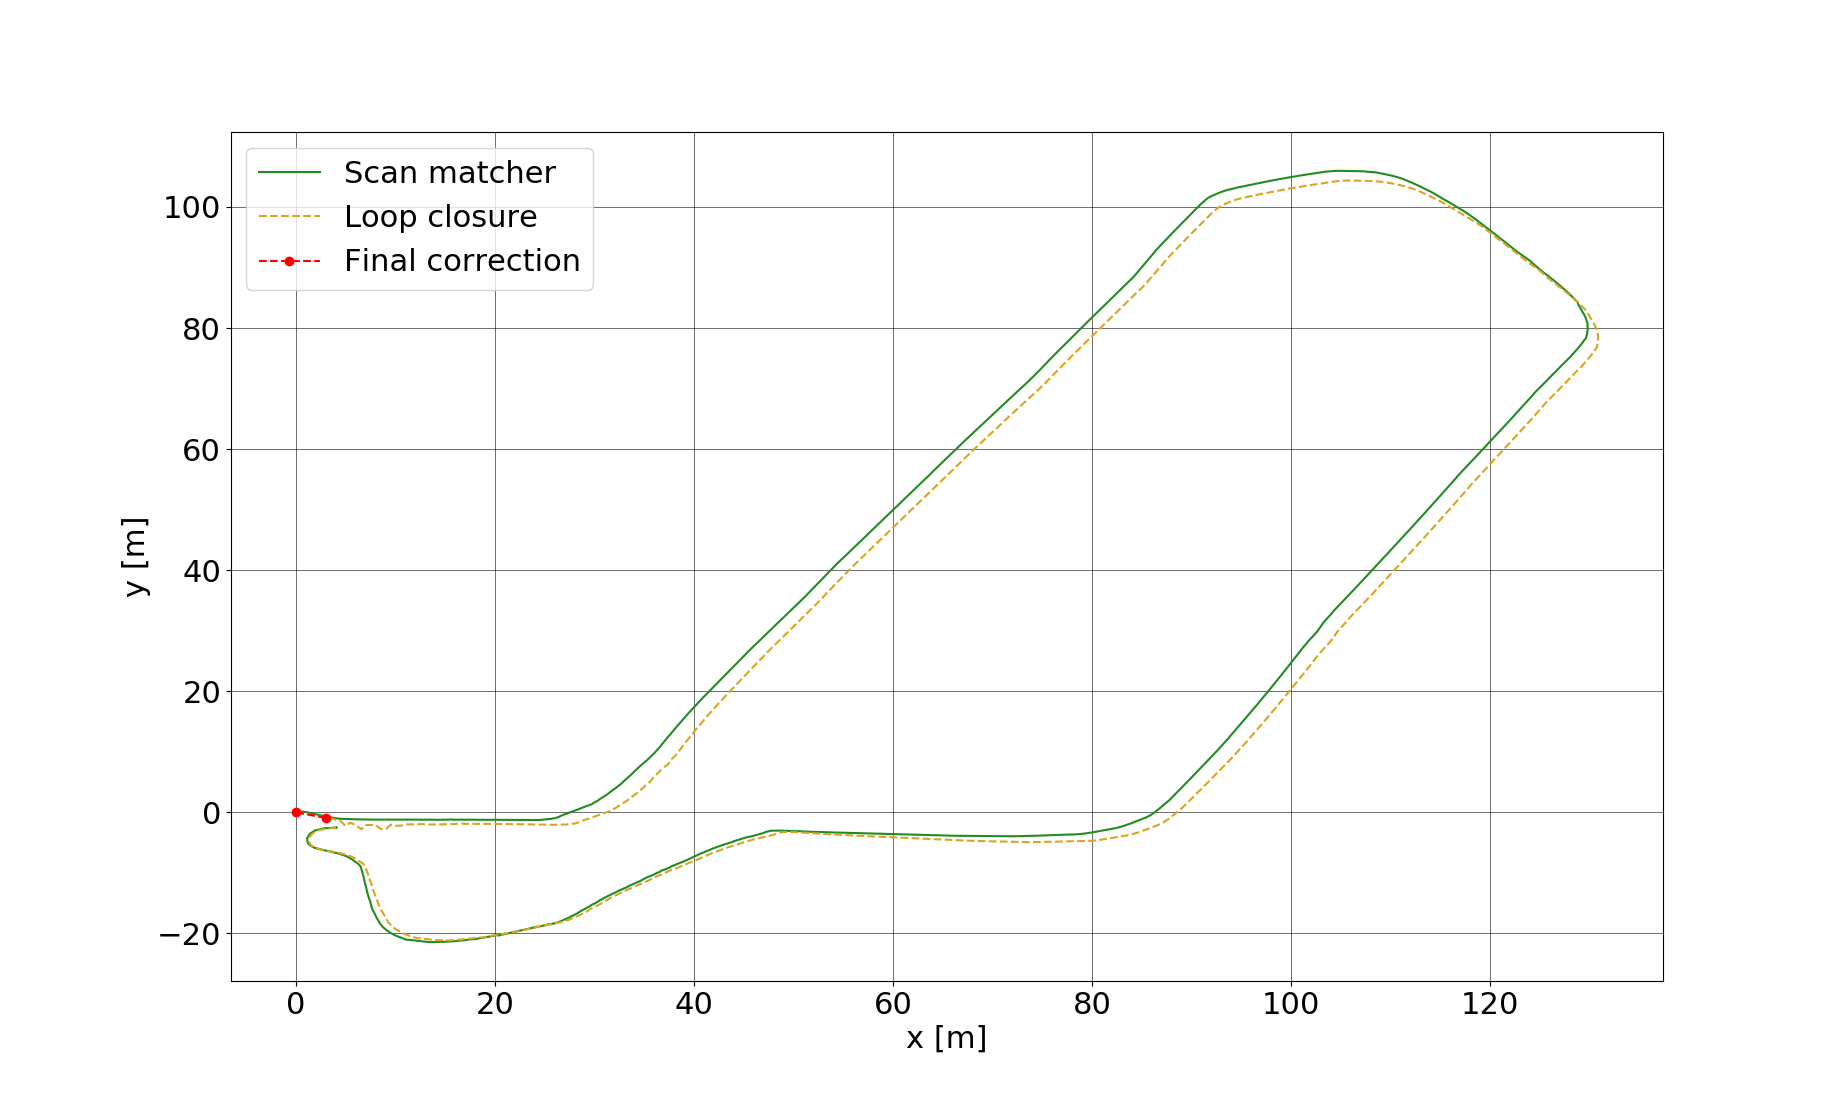 Scan matcher
Loop closure
Final correction
100
80
60
40
20
0
−20
y [m]
0 20 40 60 80 100 120
x [m]